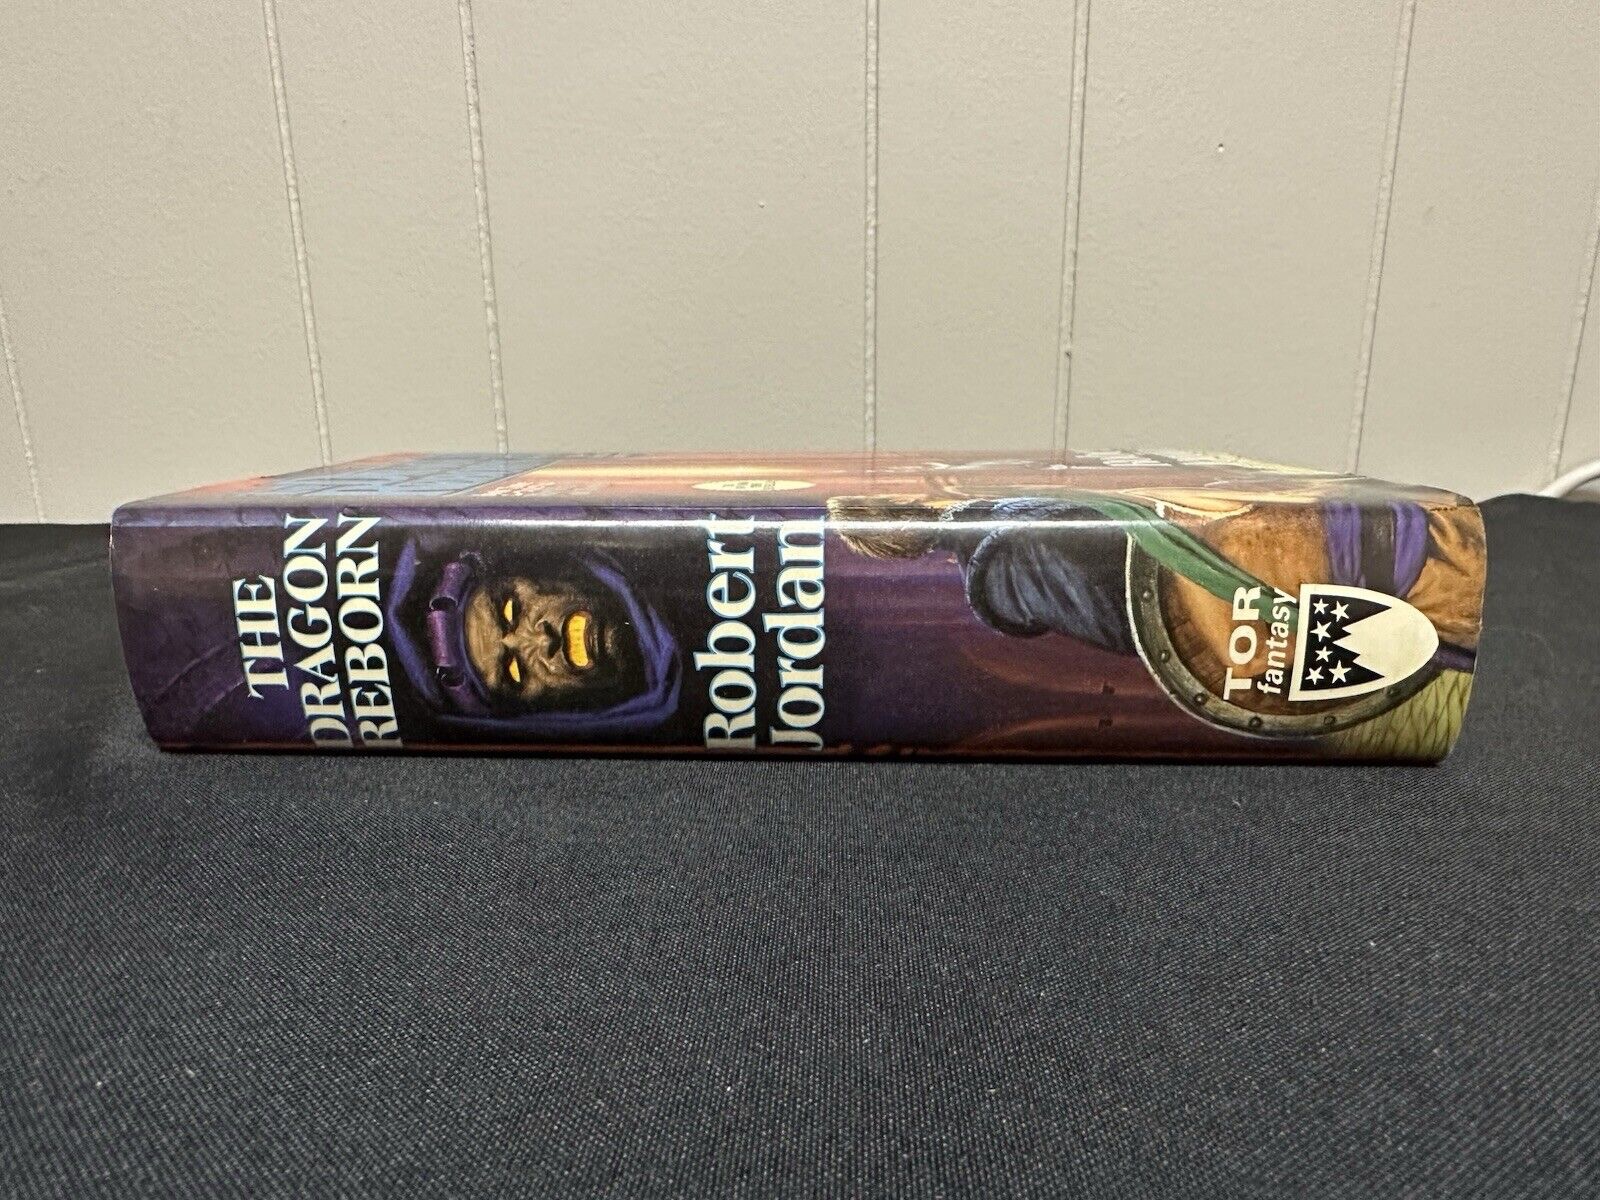 THE
DRAGON
REBORN
Robert
Jordan
TOR
fantasy